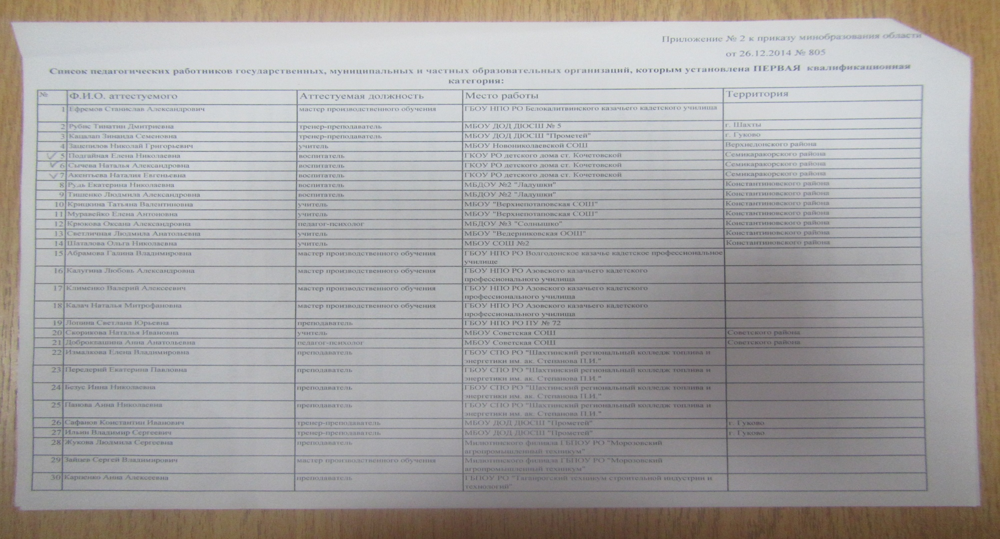 Приложение № 2 к приказу минобразования области
от 26.12.2014 № 805
Список педагогических работников государственных, муниципальных и частных образовательных организаций, которым установлена ПЕРВАЯ квалификационная
категория:
№ Ф.И.О. аттестуемого Аттестуемая должность Место работы Территория
1 Ефремов Станислав Александрович мастер производственного обучения ГБОУ НПО РО Белокалитвинского казачьего кадетского училища
2 Рубис Тинатин Дмитриевна тренер-преподаватель МБОУ ДОД ДЮСШ № 5 г. Шахты
3 Кацалап Зинаида Семеновна тренер-преподаватель МБОУ ДОД ДЮСШ "Прометей" г. Гуково
4 Зацепилов Николай Григорьевич учитель МБОУ Новониколаевской СОШ Верхнедонского района
5 Подгайная Елена Николаевна воспитатель ГКОУ РО детского дома ст. Кочетовской Семикаракорского района
6 Сычева Наталья Александровна воспитатель ГКОУ РО детского дома ст. Кочетовской Семикаракорского района
7 Акентьева Наталия Евгеньевна воспитатель ГКОУ РО детского дома ст. Кочетовской Семикаракорского района
8 Рудь Екатерина Николаевна воспитатель МБДОУ №2 "Ладушки" Константиновского района
9 Тишенко Людмила Александровна воспитатель МБДОУ №2 "Ладушки" Константиновского района
10 Крицкина Татьяна Валентиновна учитель МБОУ "Верхнепотаповская СОШ" Константиновского района
11 Муравейко Елена Антоновна учитель МБОУ "Верхнепотаповская СОШ" Константиновского района
12 Крюкова Оксана Александровна педагог-психолог МБДОУ №3 "Солнышко" Константиновского района
13 Светличная Людмила Анатольевна учитель МБОУ "Ведерниковская ООШ" Константиновского района
14 Шаталова Ольга Николаевна учитель МБОУ СОШ №2 Константиновского района
15 Абрамова Галина Владимировна мастер производственного обучения ГБОУ НПО РО Волгодонское казачье кадетское профессиональное
училище
16 Калугина Любовь Александровна мастер производственного обучения ГБОУ НПО РО Азовского казачьего кадетского
профессионального училища
17 Клименко Валерий Алексеевич мастер производственного обучения ГБОУ НПО РО Азовского казачьего кадетского
профессионального училища
18 Калач Наталья Митрофановна мастер производственного обучения ГБОУ НПО РО Азовского казачьего кадетского
профессионального училища
19 Лопина Светлана Юрьевна преподаватель ГБОУ НПО РО ПУ № 72
20 Скорикова Наталья Ивановна учитель МБОУ Советская СОШ Советского района
21 Доброквашина Анна Анатольевна педагог-психолог МБОУ Советская СОШ Советского района
22 Измалкова Елена Владимировна преподаватель ГБОУ СПО РО "Шахтинский региональный колледж топлива и
энергетики им. ак. Степанова П.И."
23 Передерий Екатерина Павловна преподаватель ГБОУ СПО РО "Шахтинский региональный колледж топлива и
энергетики им. ак. Степанова П.И."
24 Безус Инна Николаевна преподаватель ГБОУ СПО РО "Шахтинский региональный колледж топлива и
энергетики им. ак. Степанова П.И."
25 Панова Анна Николаевна преподаватель ГБОУ СПО РО "Шахтинский региональный колледж топлива и
энергетики им. ак. Степанова П.И."
26 Сафанов Константин Иванович тренер-преподаватель МБОУ ДОД ДЮСШ "Прометей" г. Гуково
27 Ильин Владимир Сергеевич тренер-преподаватель МБОУ ДОД ДЮСШ "Прометей" г. Гуково
28 Жукова Людмила Сергеевна преподаватель Милютинского филиала ГБПОУ РО "Морозовский
агропромышленный техникум"
29 Зайцев Сергей Владимирович мастер производственного обучения Милютинского филиала ГБПОУ РО "Морозовский
агропромышленный техникум"
30 Карпенко Анна Алексеевна преподаватель ГБПОУ РО "Таганрогский техникум строительной индустрии и
технологий"